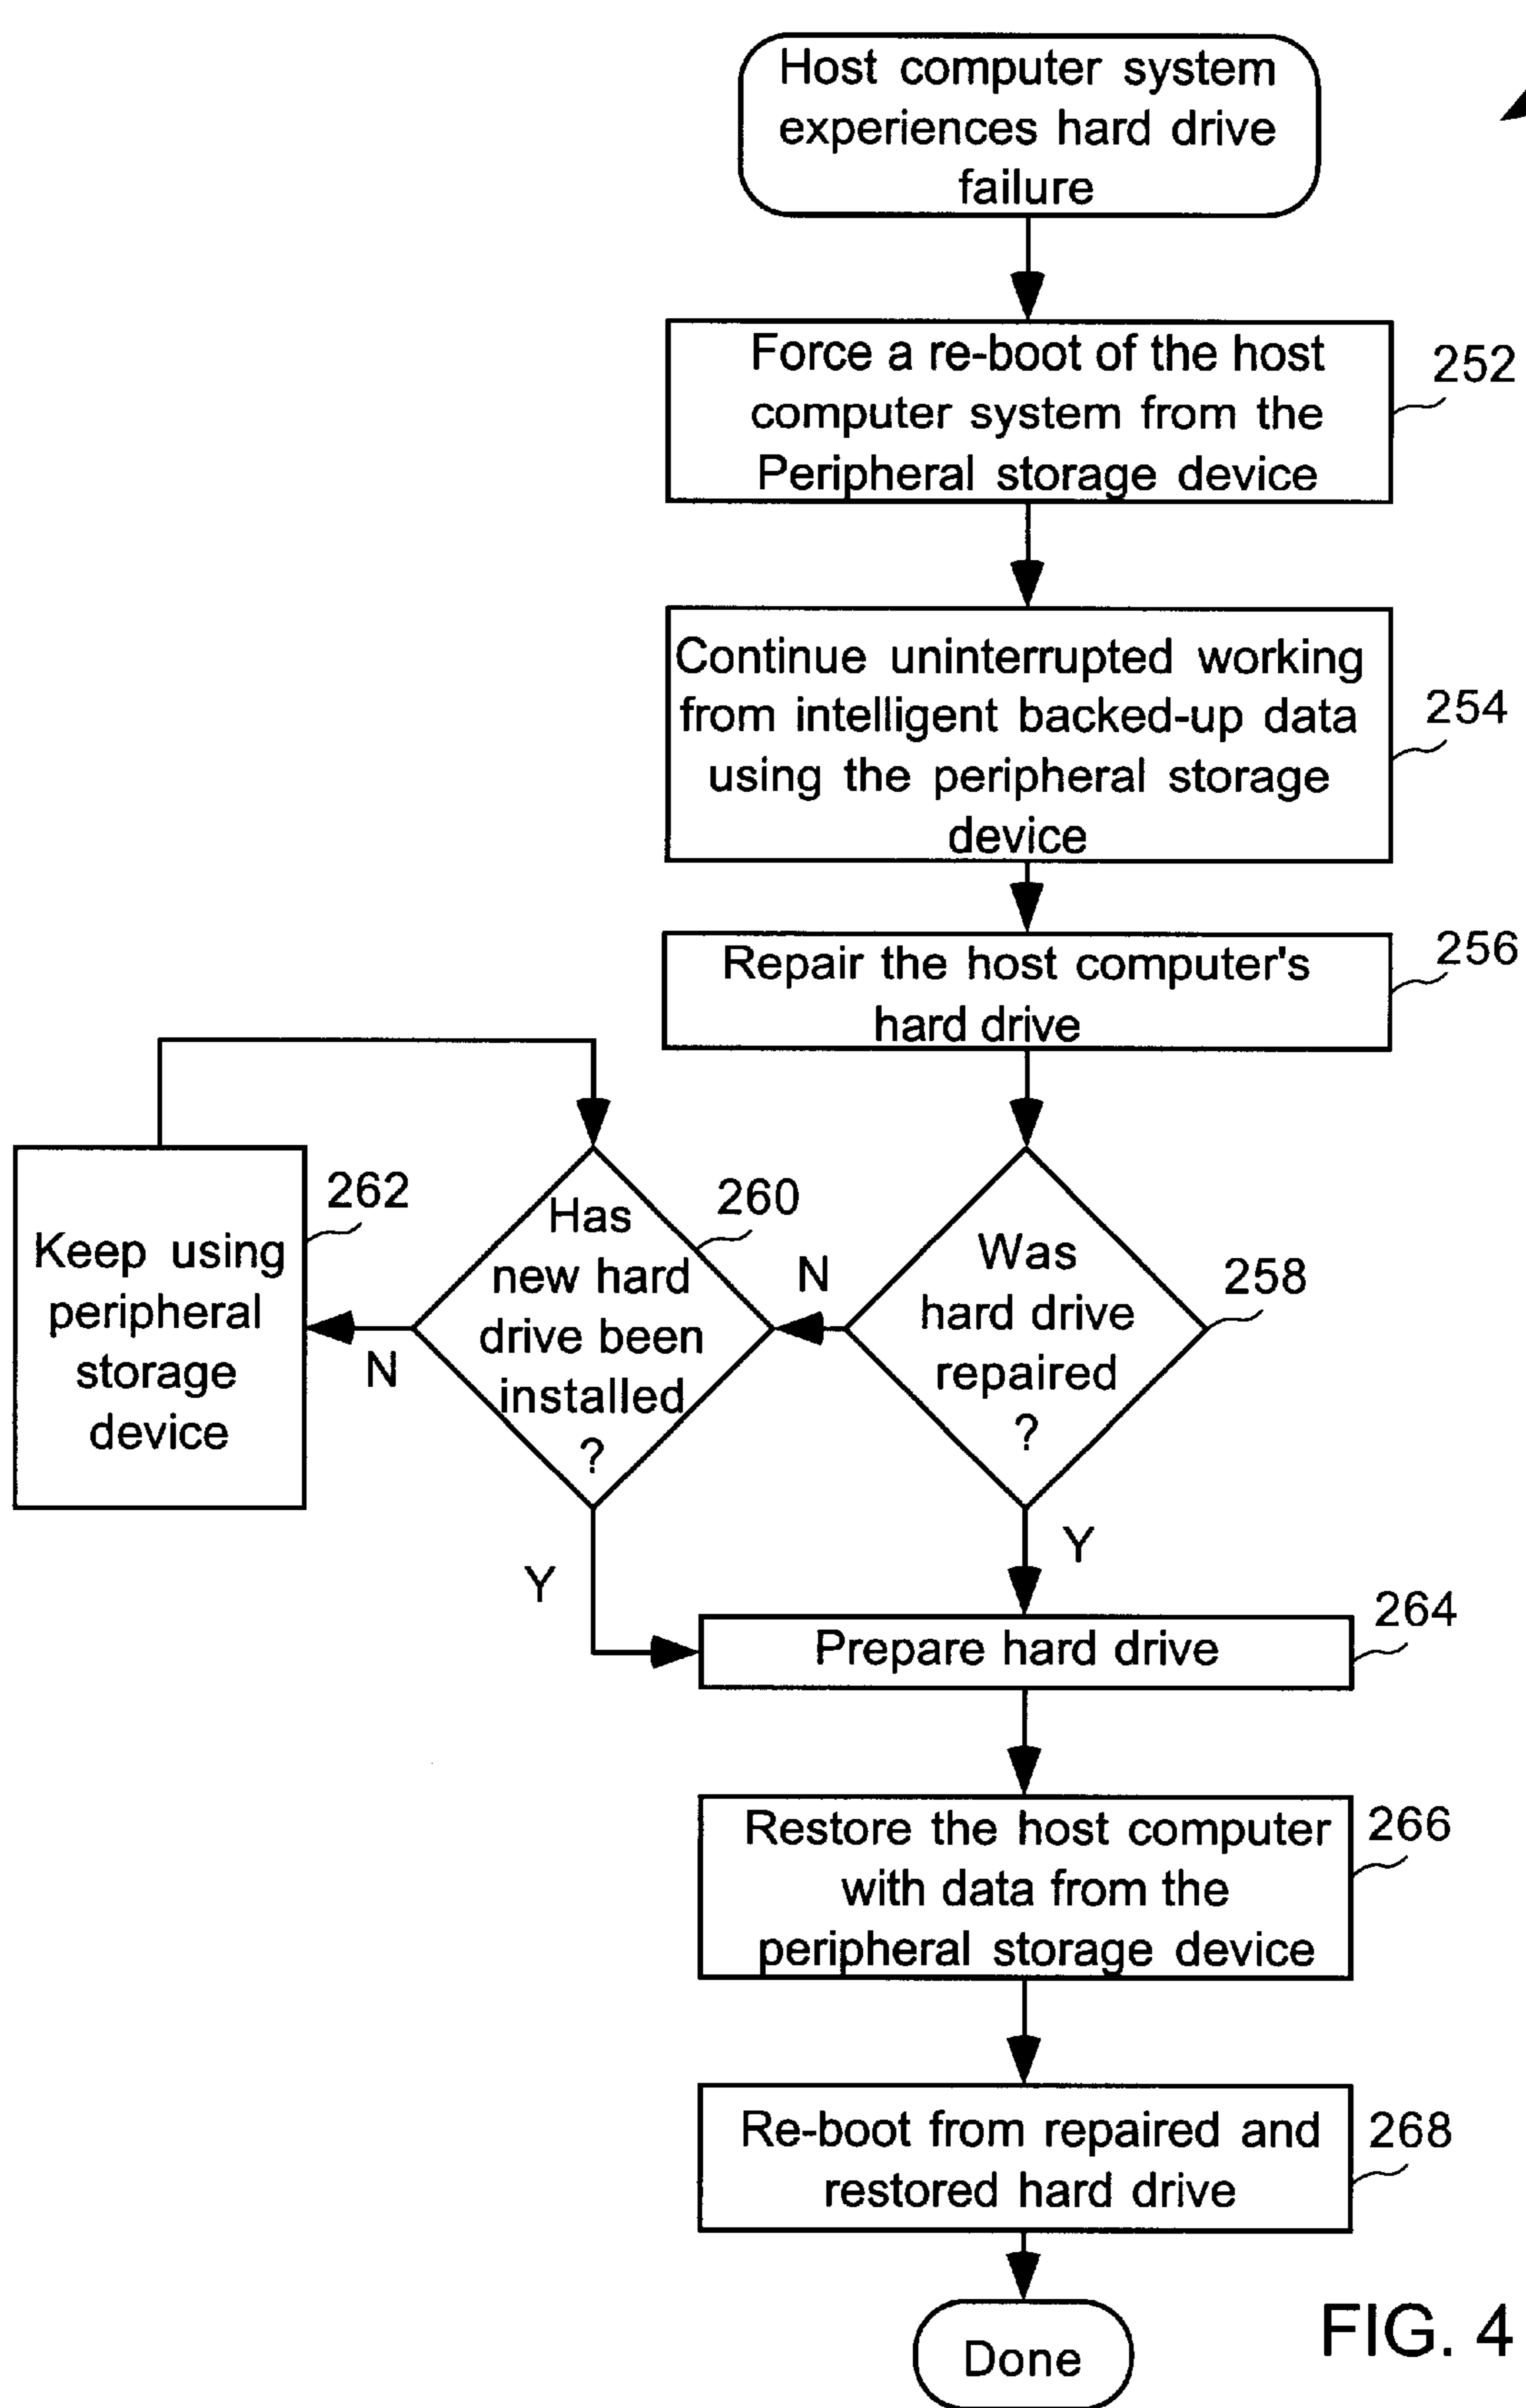 Host computer system
experiences hard drive
failure
Force a re-boot of the host
computer system from the
Peripheral storage device
252
Continue uninterrupted working
from intelligent backed-up data
using the peripheral storage
device
254
Repair the host computer's
hard drive
256
Keep using
peripheral
storage
device
262
N
Has
new hard
drive been
installed
?
260
N
Was
hard drive
repaired
?
258
Y
Y
Prepare hard drive
264
Restore the host computer
with data from the
peripheral storage device
266
Re-boot from repaired and
restored hard drive
268
Done
FIG. 4